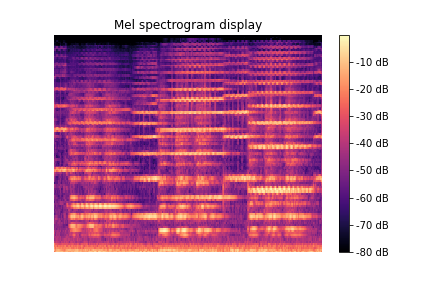 Mel spectrogram display
-10 dB
-20 dB
-30 dB
-40 dB
-50 dB
-60 dB
-70 dB
-80 dB